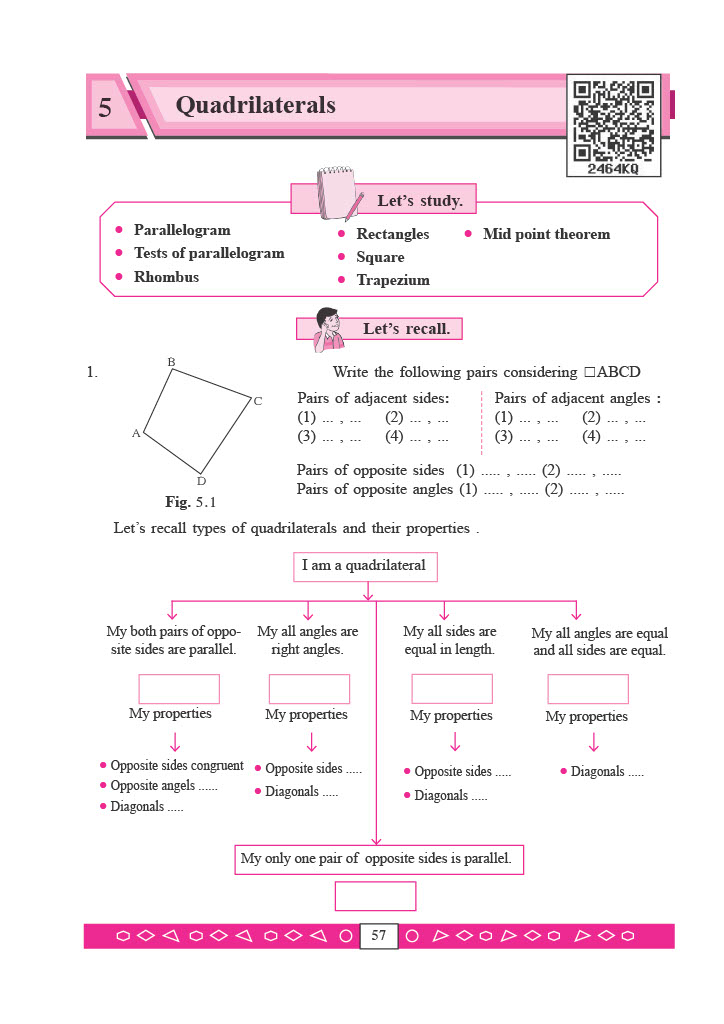 5
Quadrilaterals
2464KQ
Let's study.
• Parallelogram
• Tests of parallelogram
• Rhombus
• Rectangles
• Square
• Trapezium
• Mid point theorem
Let's recall.
1.
B
C
A
D
Fig. 5.1
Write the following pairs considering □ABCD
Pairs of adjacent sides:
(1) ... , ... (2) ... , ...
(3) ... , ... (4) ... , ...
Pairs of adjacent angles :
(1) ... , ... (2) ... , ...
(3) ... , ... (4) ... , ...
Pairs of opposite sides (1) ..... , ..... (2) ..... , .....
Pairs of opposite angles (1) ..... , ..... (2) ..... , .....
Let's recall types of quadrilaterals and their properties .
I am a quadrilateral
My both pairs of oppo-
site sides are parallel.
My properties
• Opposite sides congruent
• Opposite angels ......
• Diagonals .....
My all angles are
right angles.
My properties
• Opposite sides .....
• Diagonals .....
My all sides are
equal in length.
My properties
• Opposite sides .....
• Diagonals .....
My all angles are equal
and all sides are equal.
My properties
• Diagonals .....
My only one pair of opposite sides is parallel.
57